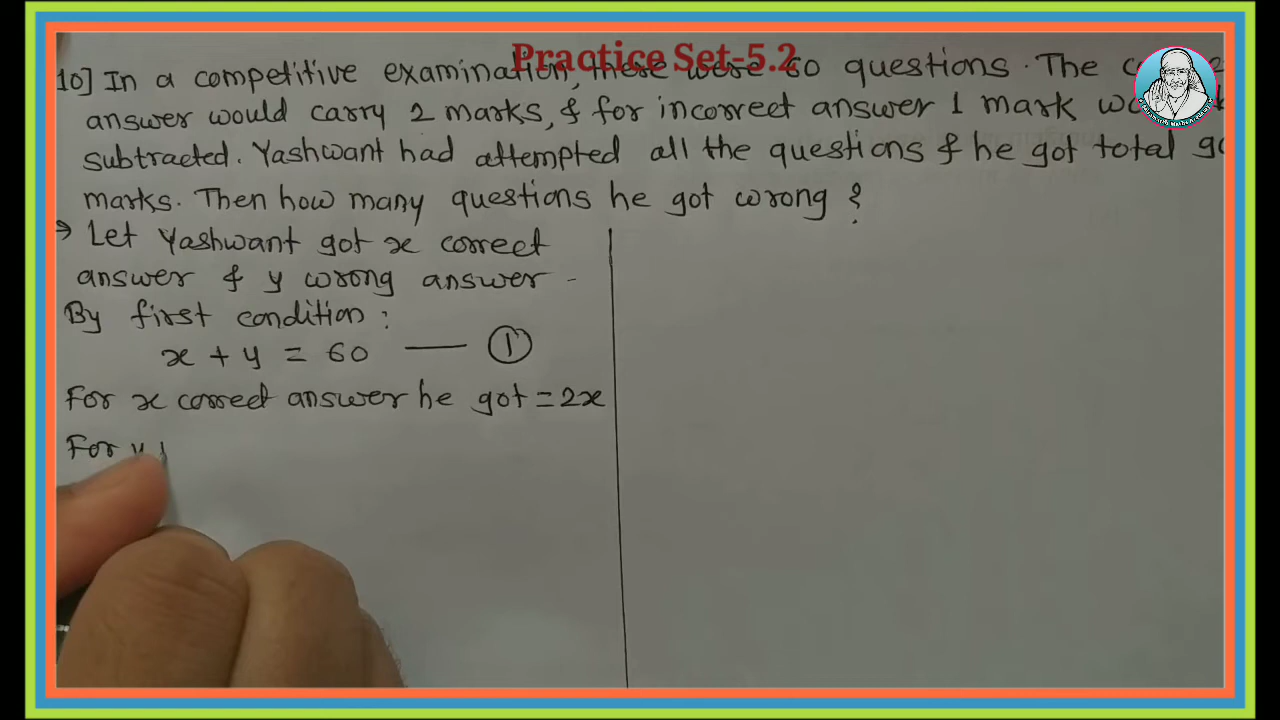 Practice Set-5.2
10] In a competitive examination, there were 60 questions. The
answer would carry 2 marks, & for incorrect answer 1 mark
subtracted. Yashwant had attempted all the questions & he got total
marks. Then how many questions he got wrong ?
→ Let Yashwant got x correct
answer & y wrong answer -
By first condition :
x + y = 60 — ①
For x correct answer he got = 2x
For y